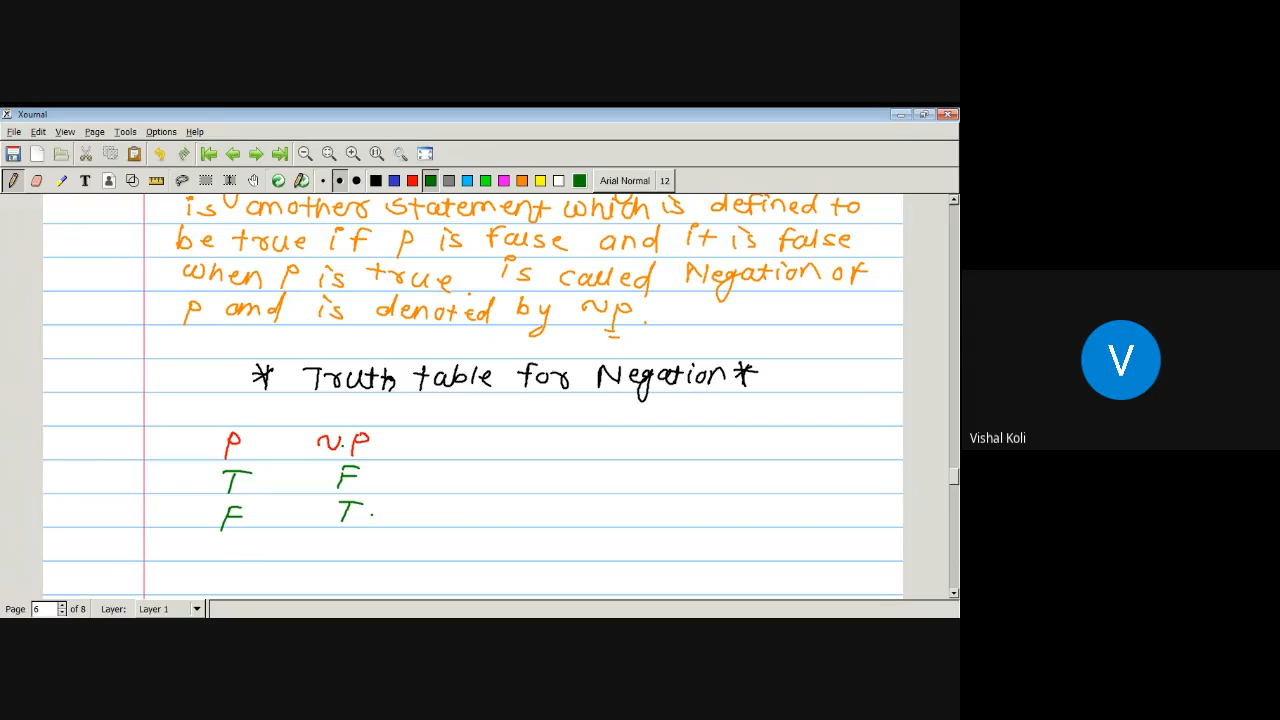 Xournal
File Edit View Page Tools Options Help
T Arial Normal 12
is another statement which is defined to
be true if p is false and it is false
when p is true. is called Negation of
p and is denoted by ~p.
* Truth table for Negation *
P ~P
T F
F T
V
Vishal Koli
Page 6 of 8 Layer: Layer 1